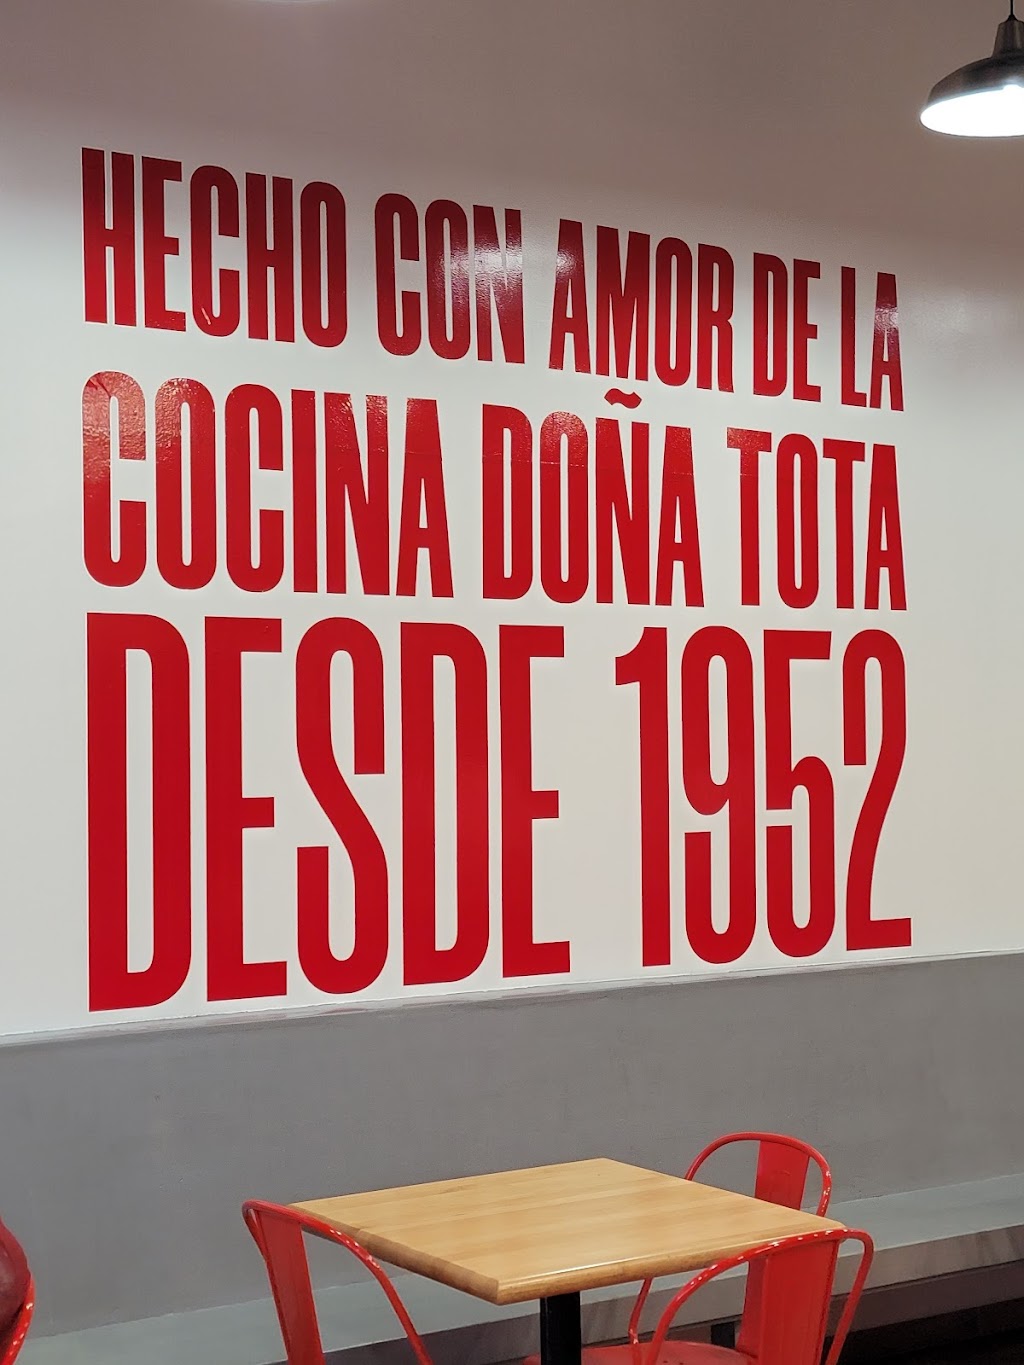 HECHO CON AMOR DE LA
COCINA DOÑA TOTA
DESDE 1952